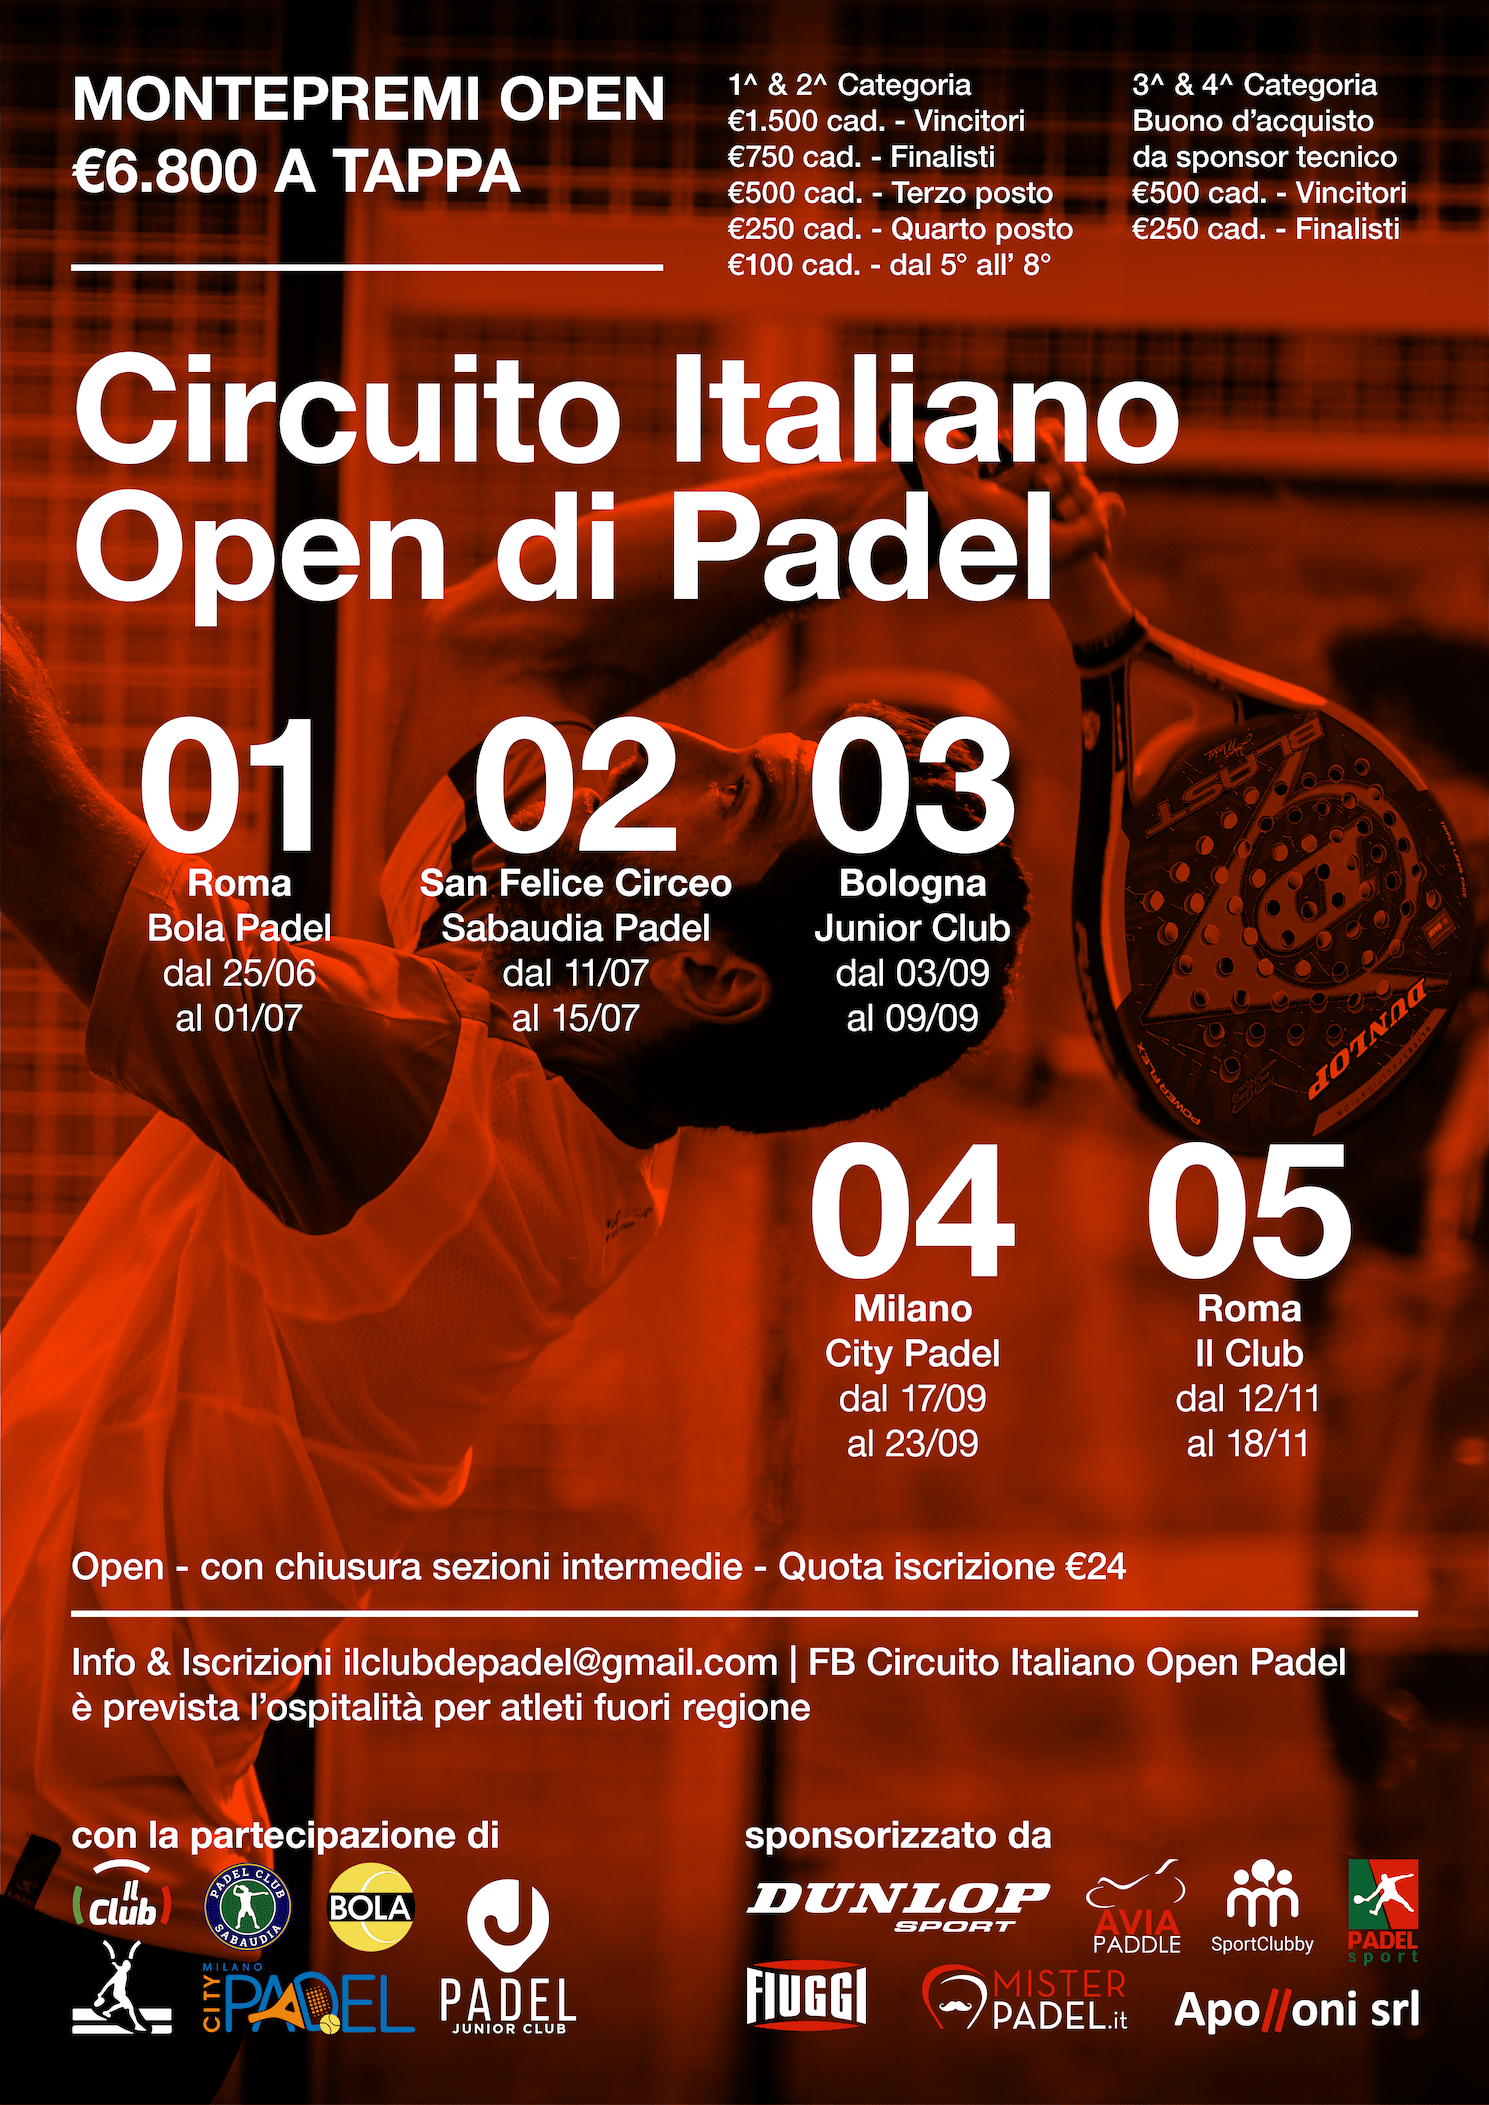 MONTEPREMI OPEN
€6.800 A TAPPA
1^ & 2^ Categoria
€1.500 cad. - Vincitori
€750 cad. - Finalisti
€500 cad. - Terzo posto
€250 cad. - Quarto posto
€100 cad. - dal 5° all’ 8°
3^ & 4^ Categoria
Buono d’acquisto
da sponsor tecnico
€500 cad. - Vincitori
€250 cad. - Finalisti
Circuito Italiano
Open di Padel
01
Roma
Bola Padel
dal 25/06
al 01/07
02
San Felice Circeo
Sabaudia Padel
dal 11/07
al 15/07
03
Bologna
Junior Club
dal 03/09
al 09/09
BLAST
TRIPLE LAYER FACE
DUNLOP
POWER FLEX
04
Milano
City Padel
dal 17/09
al 23/09
05
Roma
Il Club
dal 12/11
al 18/11
Open - con chiusura sezioni intermedie - Quota iscrizione €24
Info & Iscrizioni ilclubdepadel@gmail.com | FB Circuito Italiano Open Padel
è prevista l’ospitalità per atleti fuori regione
con la partecipazione di
IL
Club
PADEL CLUB
SABAUDIA
BOLA
MILANO
CITY
PADEL
PADEL
JUNIOR CLUB
sponsorizzato da
DUNLOP
SPORT
AVIA
PADDLE
SportClubby
PADEL
sport
FIUGGI
MISTER
PADEL.it
Apo//oni srl